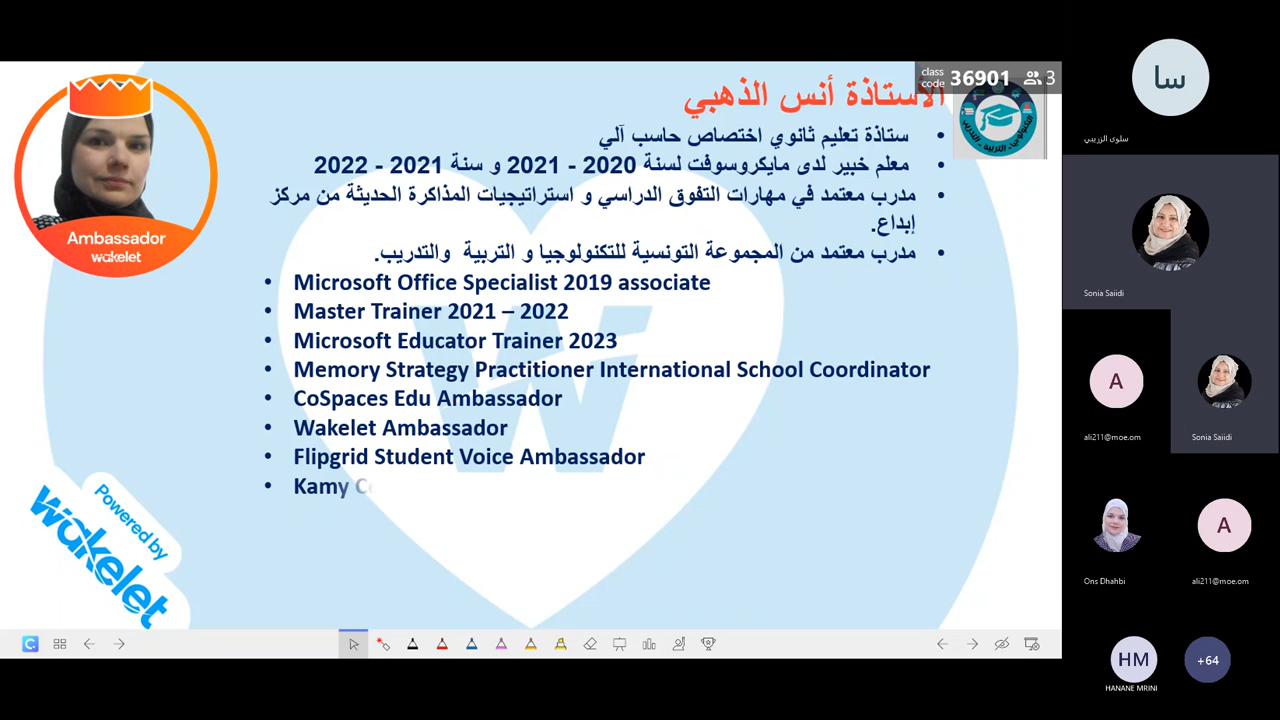 class code 36901 3
الاستاذة أنس الذهبي
ستاذة تعليم ثانوي اختصاص حاسب آلي
معلم خبير لدى مايكروسوفت لسنة 2020 - 2021 و سنة 2021 - 2022
مدرب معتمد في مهارات التفوق الدراسي و استراتيجيات المذاكرة الحديثة من مركز
إبداع.
مدرب معتمد من المجموعة التونسية للتكنولوجيا و التربية والتدريب.
Microsoft Office Specialist 2019 associate
Master Trainer 2021 – 2022
Microsoft Educator Trainer 2023
Memory Strategy Practitioner International School Coordinator
CoSpaces Edu Ambassador
Wakelet Ambassador
Flipgrid Student Voice Ambassador
Kamy
Ambassador
wakelet
Powered by
wakelet
سا
سلوى الزريبي
Sonia Saiidi
A
ali211@moe.om
Sonia Saiidi
Ons Dhahbi
A
ali211@moe.om
HM
HANANE MRINI
+64